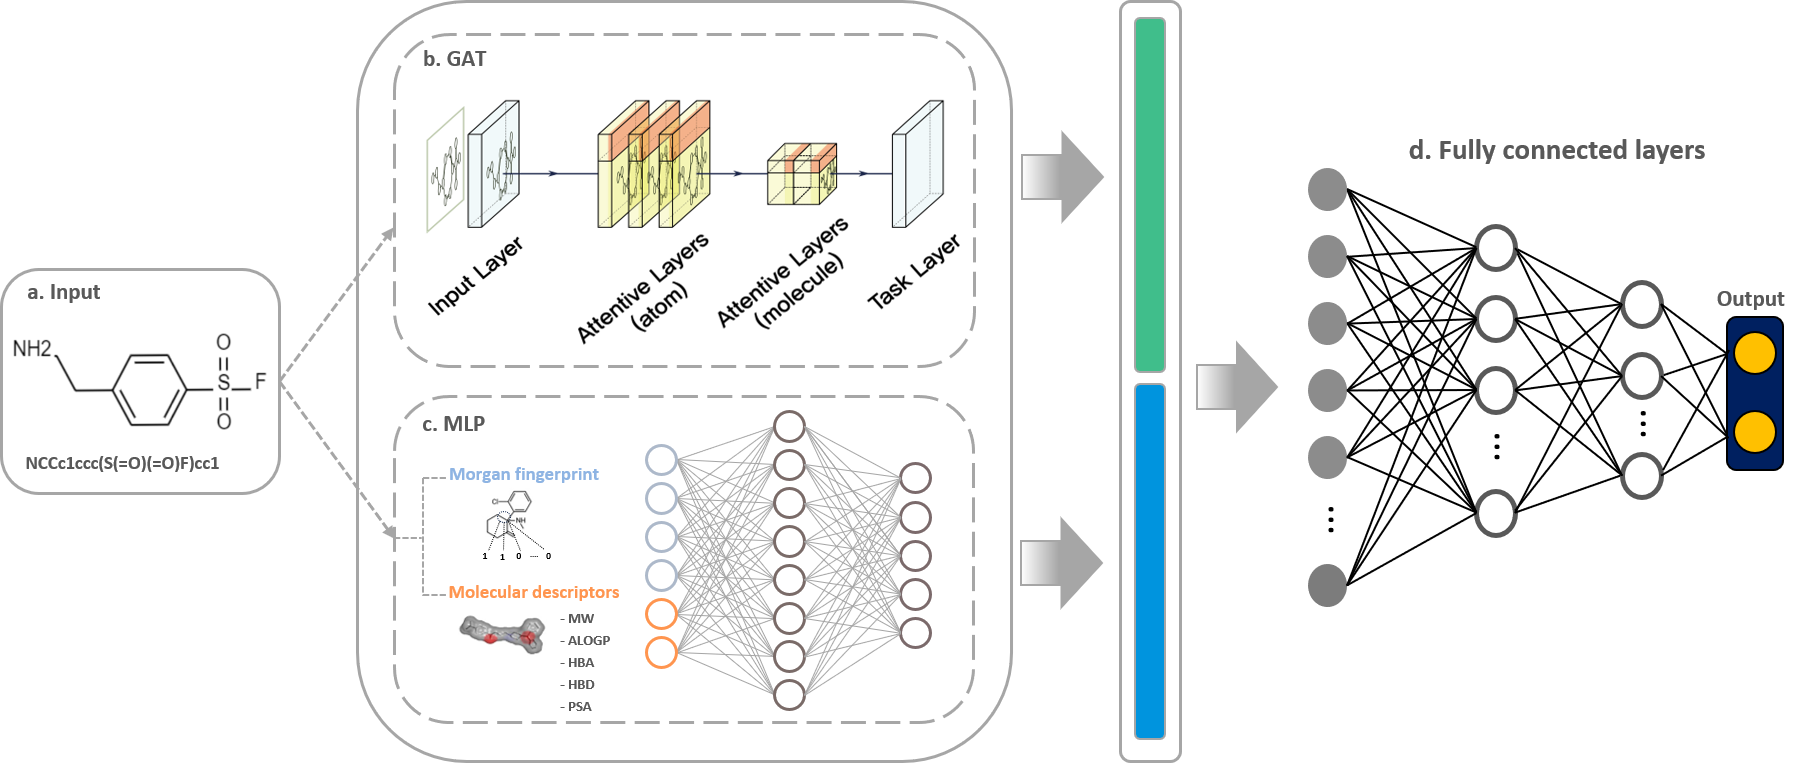 a. Input
NH2
O
S
F
O
NCCc1ccc(S(=O)(=O)F)cc1
b. GAT
Input Layer
Attentive Layers
(atom)
Attentive Layers
(molecule)
Task Layer
c. MLP
Morgan fingerprint
Cl
NH
1 1 0 ... 0
Molecular descriptors
- MW
- ALOGP
- HBA
- HBD
- PSA
d. Fully connected layers
Output